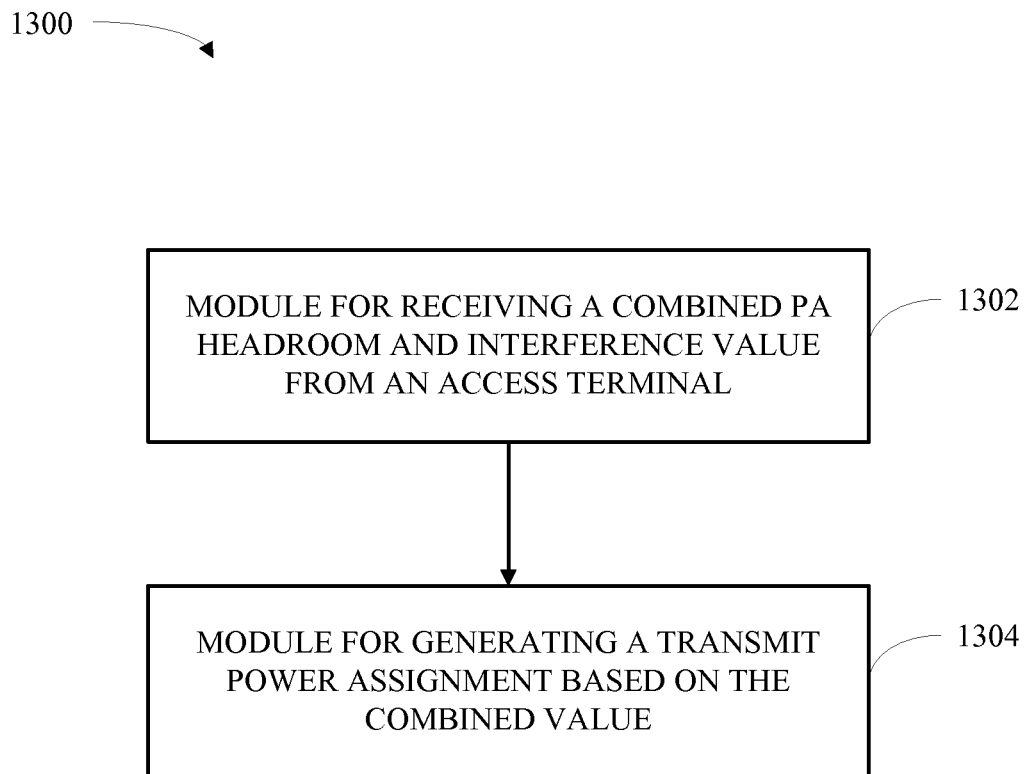 1300
MODULE FOR RECEIVING A COMBINED PA
HEADROOM AND INTERFERENCE VALUE
FROM AN ACCESS TERMINAL
1302
MODULE FOR GENERATING A TRANSMIT
POWER ASSIGNMENT BASED ON THE
COMBINED VALUE
1304